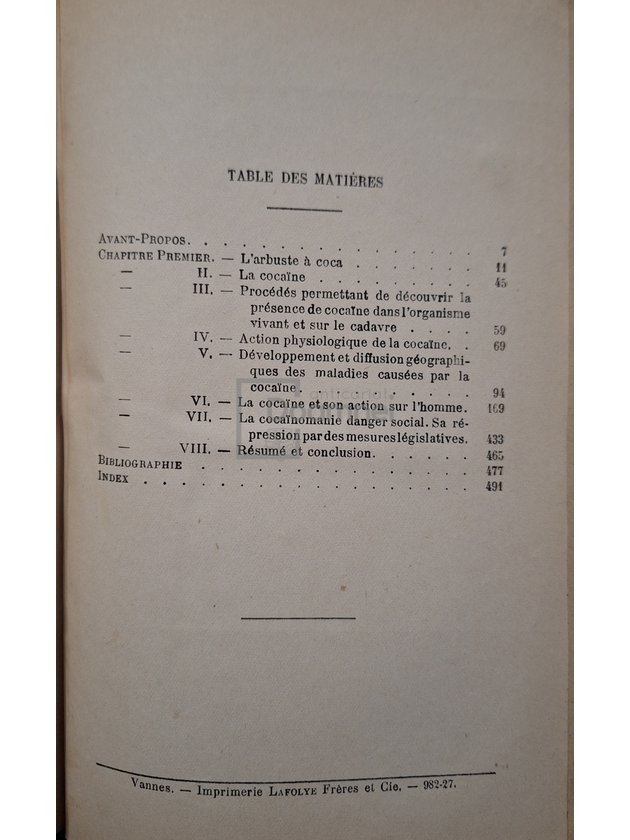 TABLE DES MATIÈRES
AVANT-PROPOS. . . . . . . . . . . . . . . 7
CHAPITRE PREMIER. — L'arbuste à coca . . . . . . . 11
— II. — La cocaïne . . . . . . . . . 45
— III. — Procédés permettant de découvrir la
présence de cocaïne dans l'organisme
vivant et sur le cadavre . . . . 59
— IV. — Action physiologique de la cocaïne. . 69
— V. — Développement et diffusion géographi-
ques des maladies causées par la
cocaïne . . . . . . . . . 94
— VI. — La cocaïne et son action sur l'homme. 169
— VII. — La cocaïnomanie danger social. Sa ré-
pression par des mesures législatives. 433
— VIII. — Résumé et conclusion. . . . . . 465
BIBLIOGRAPHIE . . . . . . . . . . . . . . 477
INDEX . . . . . . . . . . . . . . . . . 491
Vannes. — Imprimerie LAFOLYE Frères et Cie. — 982-27.